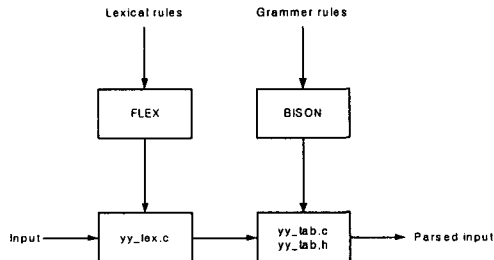 Lexical rules
Grammer rules
FLEX
BISON
Input
yy_lex.c
yy_tab.c
yy_tab.h
Parsed input